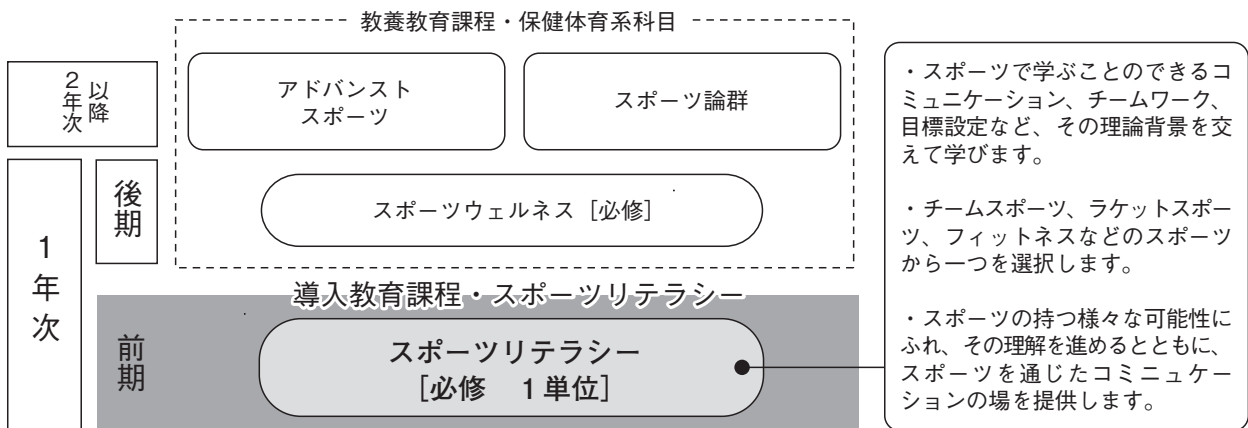 教養教育課程・保健体育系科目
2年次
以降
アドバンスト
スポーツ
スポーツ論群
後期
スポーツウェルネス［必修］
1年次
導入教育課程・スポーツリテラシー
前期
スポーツリテラシー
［必修　1単位］
・スポーツで学ぶことのできるコ
ミュニケーション、チームワーク、
目標設定など、その理論背景を交
えて学びます。
・チームスポーツ、ラケットスポー
ツ、フィットネスなどのスポーツ
から一つを選択します。
・スポーツの持つ様々な可能性に
ふれ、その理解を進めるとともに、
スポーツを通じたコミニュケー
ションの場を提供します。